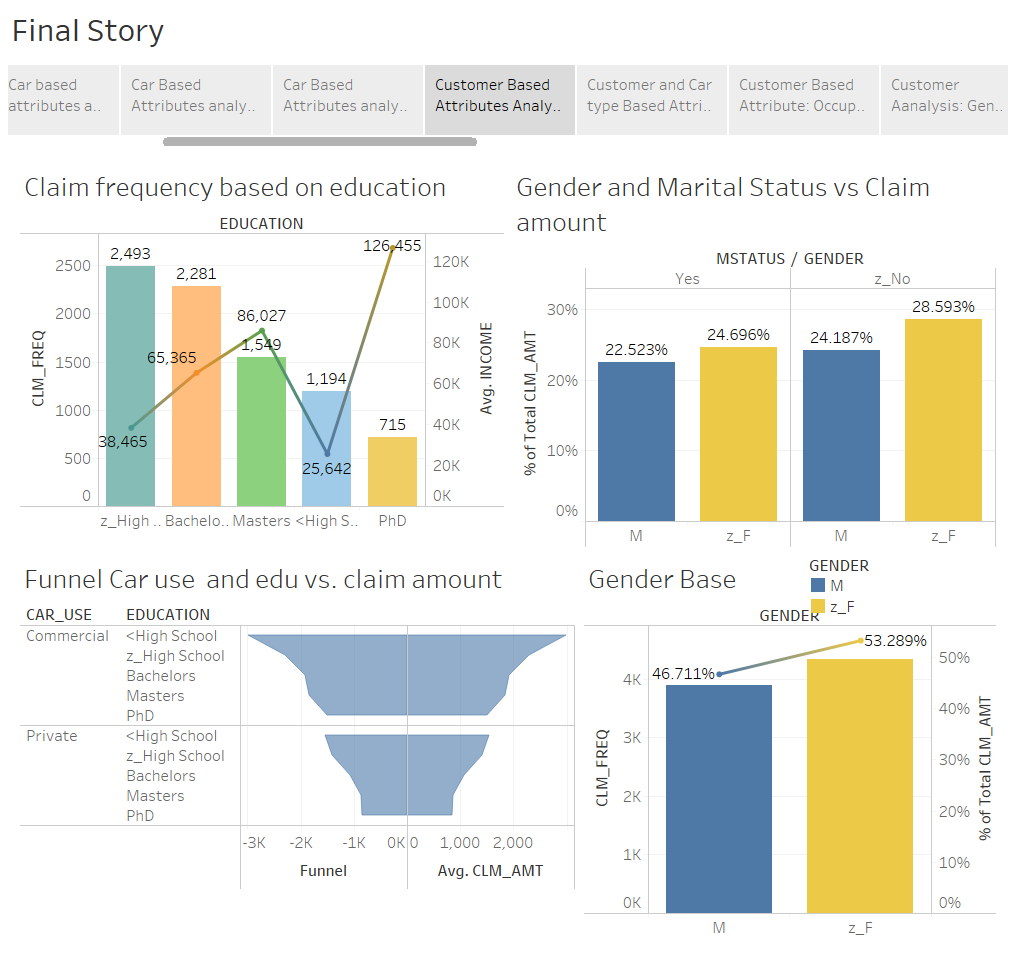 Final Story
Car based
attributes a..
Car Based
Attributes analy..
Car Based
Attributes analy..
Customer Based
Attributes Analy..
Customer and Car
type Based Attri..
Customer Based
Attribute: Occup..
Customer
Aanalysis: Gen..
Claim frequency based on education
EDUCATION
2500
2000
1500
1000
500
0
CLM_FREQ
2,493
2,281
1,549
1,194
715
38,465
65,365
86,027
25,642
126,455
120K
100K
80K
60K
40K
20K
0K
Avg. INCOME
z_High ..
Bachelo..
Masters
<High S..
PhD
Gender and Marital Status vs Claim
amount
MSTATUS / GENDER
Yes
z_No
30%
20%
10%
0%
% of Total CLM_AMT
22.523%
24.696%
24.187%
28.593%
M
z_F
M
z_F
Funnel Car use  and edu vs. claim amount
CAR_USE
EDUCATION
Commercial
<High School
z_High School
Bachelors
Masters
PhD
Private
<High School
z_High School
Bachelors
Masters
PhD
-3K
-2K
-1K
0K
0
1,000
2,000
Funnel
Avg. CLM_AMT
Gender Base
GENDER
M
z_F
GENDER
4K
3K
2K
1K
0K
CLM_FREQ
46.711%
53.289%
50%
40%
30%
20%
10%
0%
% of Total CLM_AMT
M
z_F